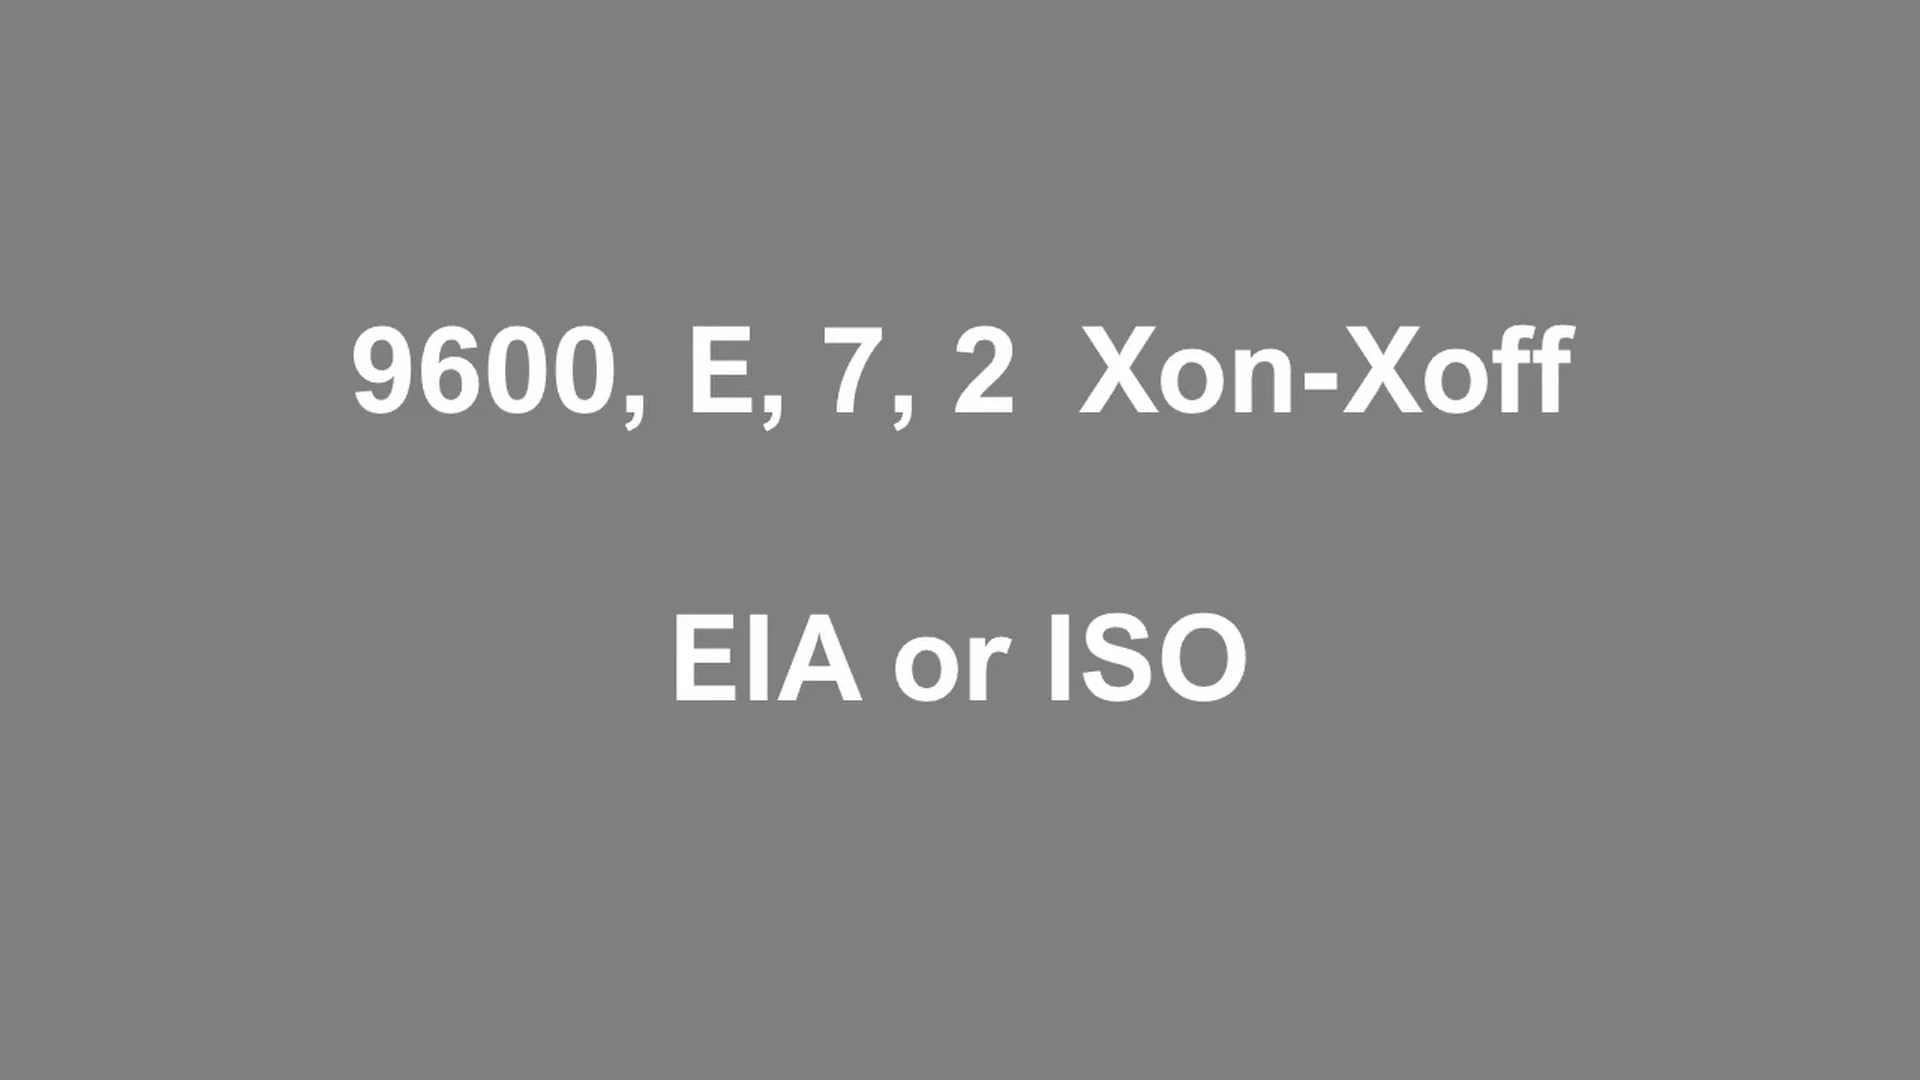 9600, E, 7, 2 Xon-Xoff
EIA or ISO